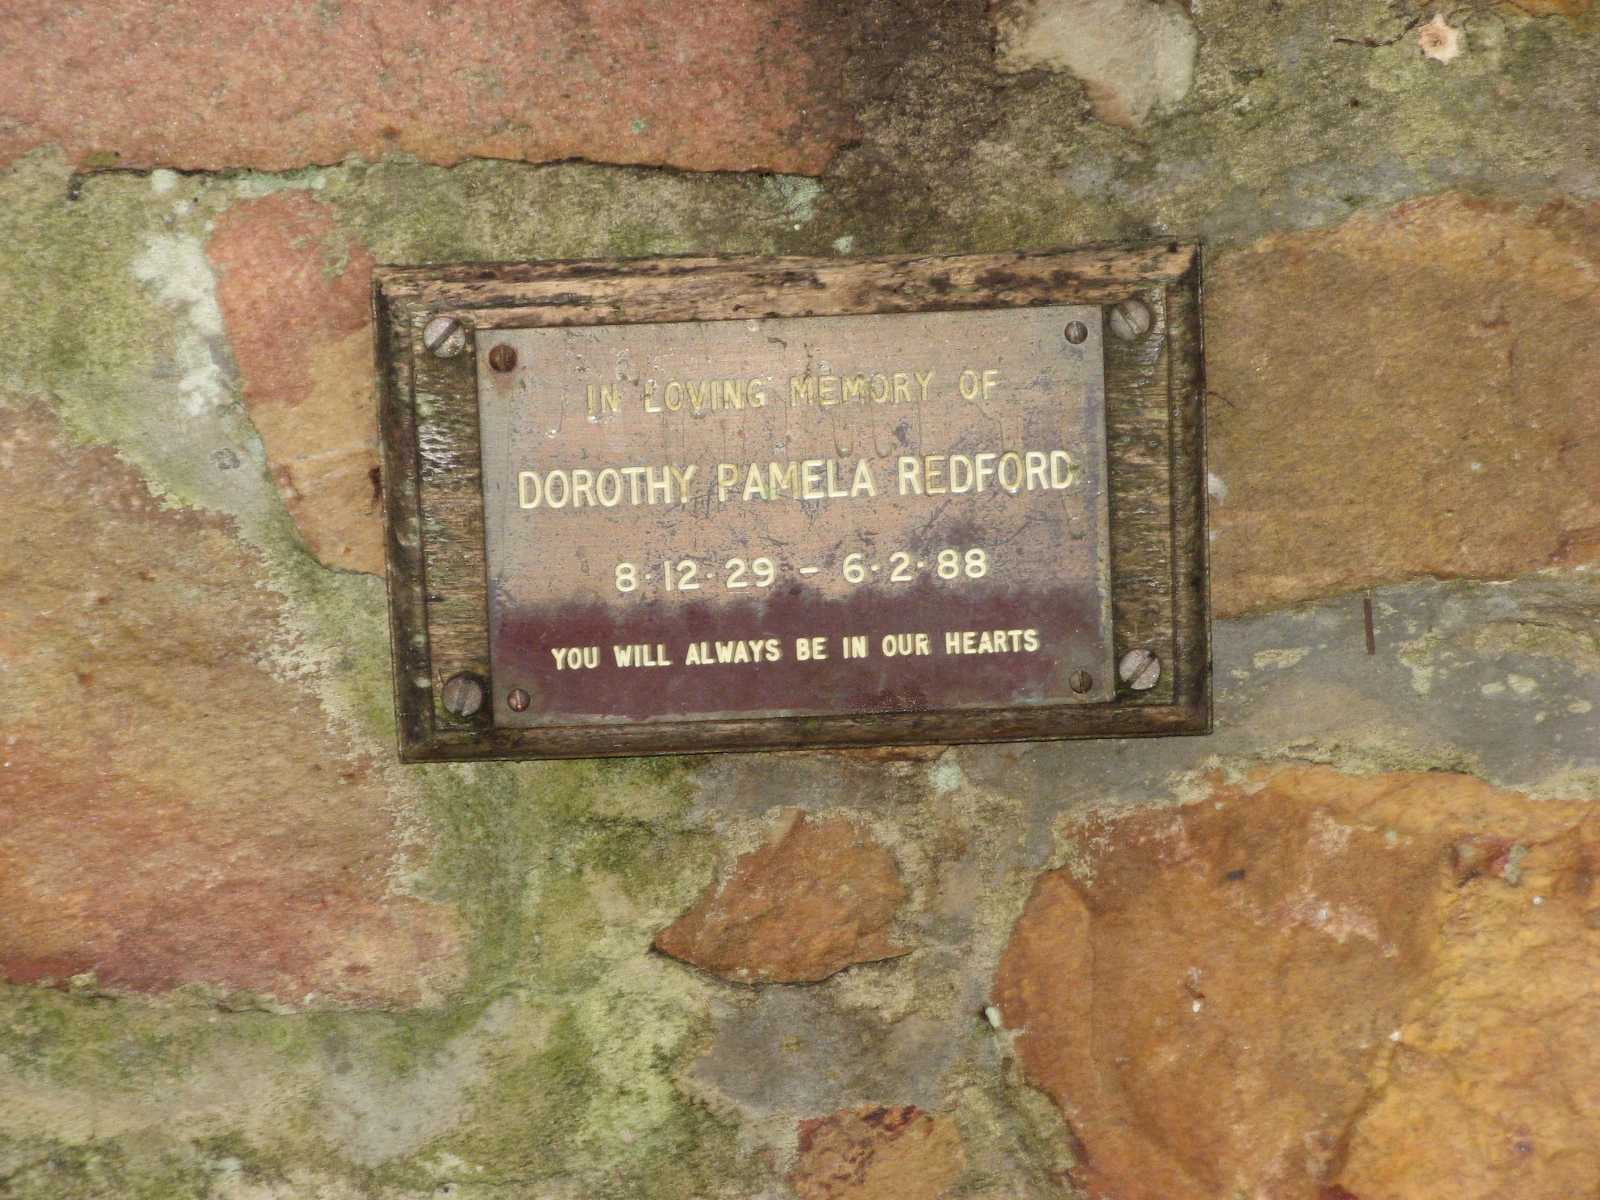 IN LOVING MEMORY OF
DOROTHY PAMELA REDFORD
8·12·29 – 6·2·88
YOU WILL ALWAYS BE IN OUR HEARTS